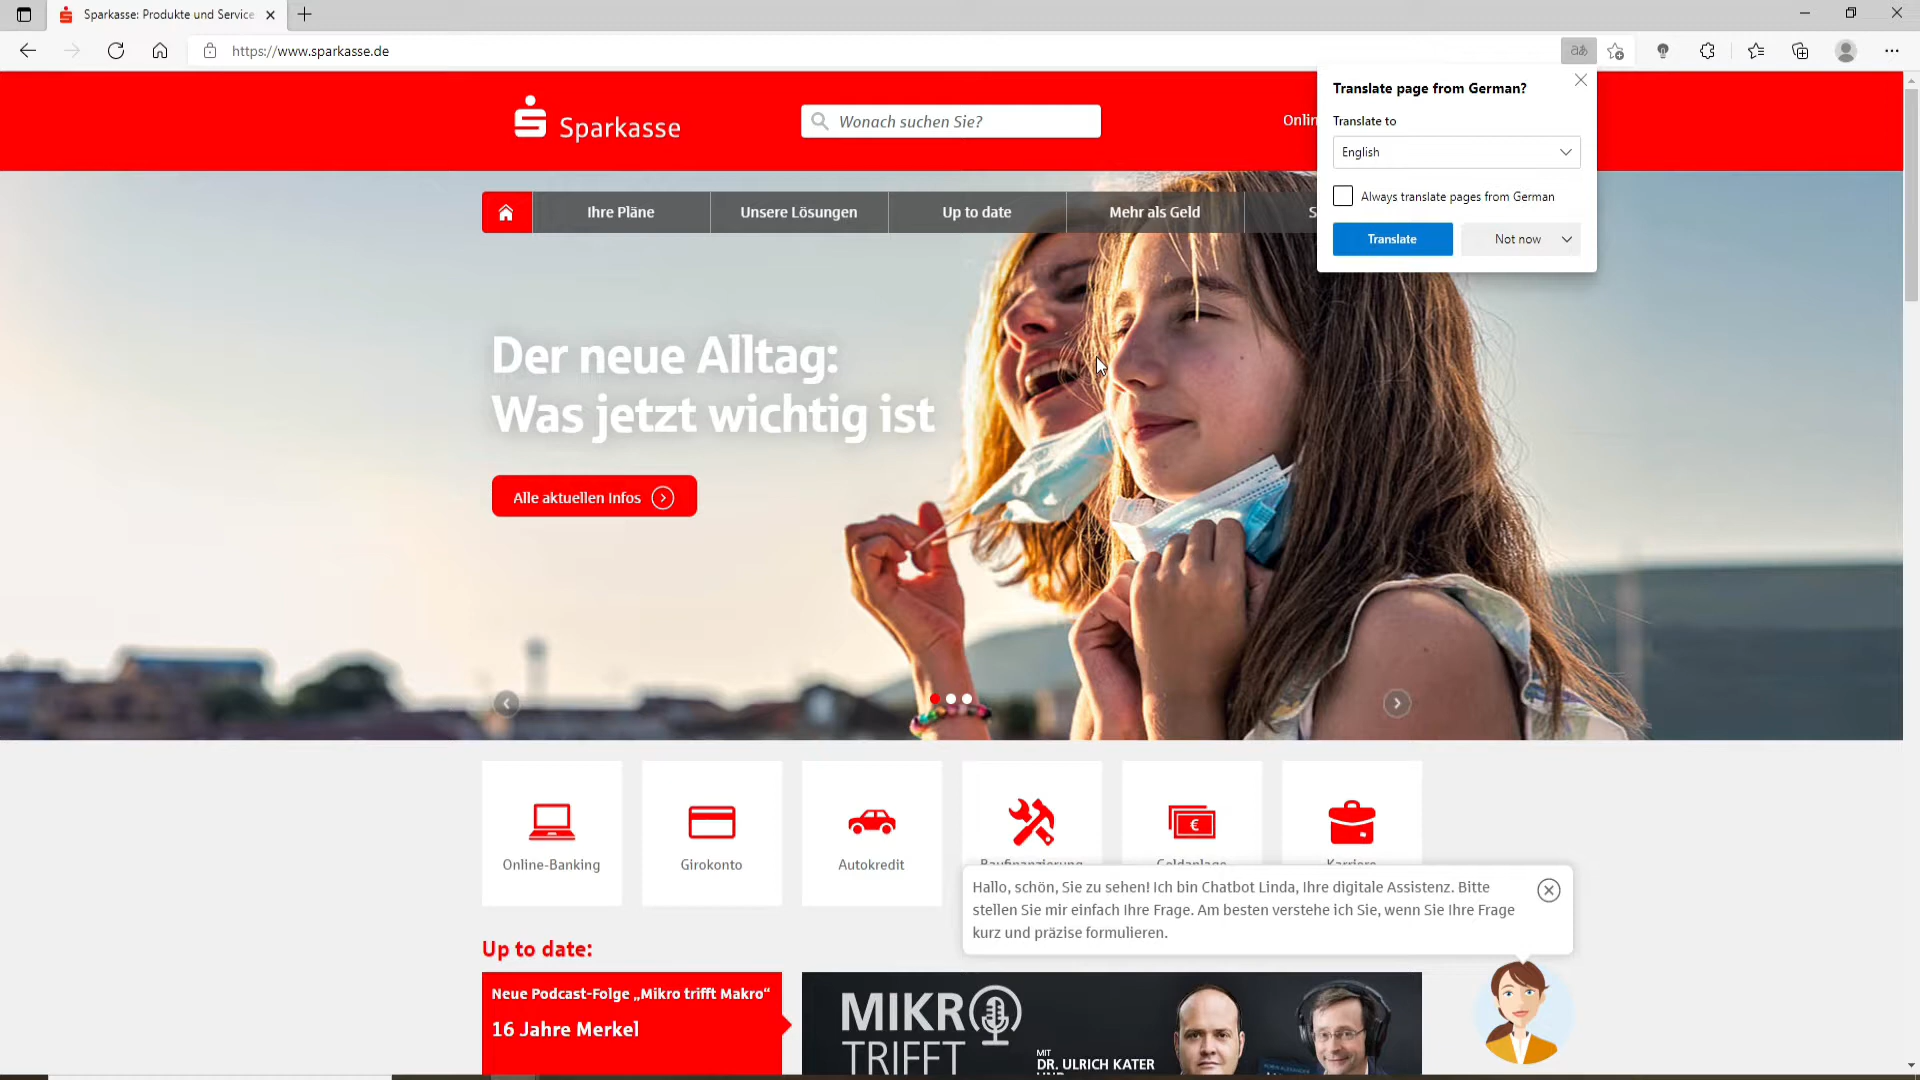 Sparkasse: Produkte und Service
https://www.sparkasse.de
Translate page from German?
Translate to
English
Always translate pages from German
Translate
Not now
Sparkasse
Wonach suchen Sie?
Ihre Pläne
Unsere Lösungen
Up to date
Mehr als Geld
Der neue Alltag:
Was jetzt wichtig ist
Alle aktuellen Infos
Online-Banking
Girokonto
Autokredit
Baufinanzierung
Geldanlage
Karriere
Hallo, schön, Sie zu sehen! Ich bin Chatbot Linda, Ihre digitale Assistenz. Bitte
stellen Sie mir einfach Ihre Frage. Am besten verstehe ich Sie, wenn Sie Ihre Frage
kurz und präzise formulieren.
Up to date:
Neue Podcast-Folge „Mikro trifft Makro“
16 Jahre Merkel
MIKRO
TRIFFT
MIT
DR. ULRICH KATER